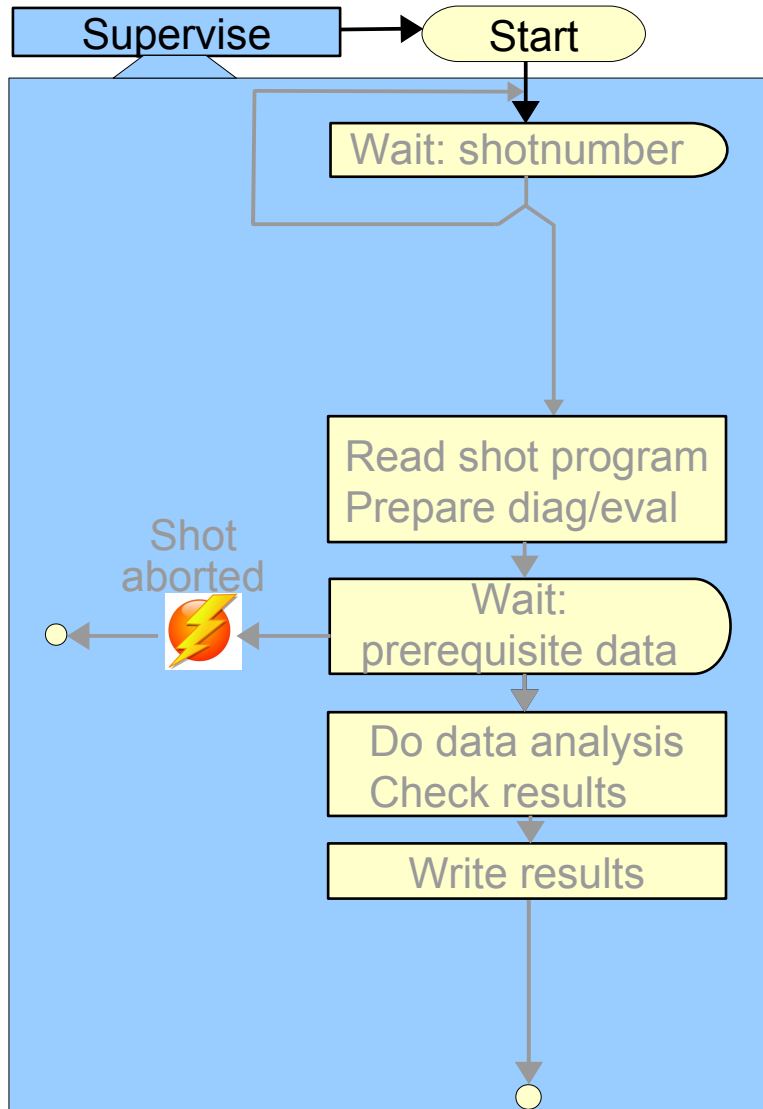 Supervise
Start
Wait: shotnumber
Read shot program
Prepare diag/eval
Shot
aborted
Wait:
prerequisite data
Do data analysis
Check results
Write results